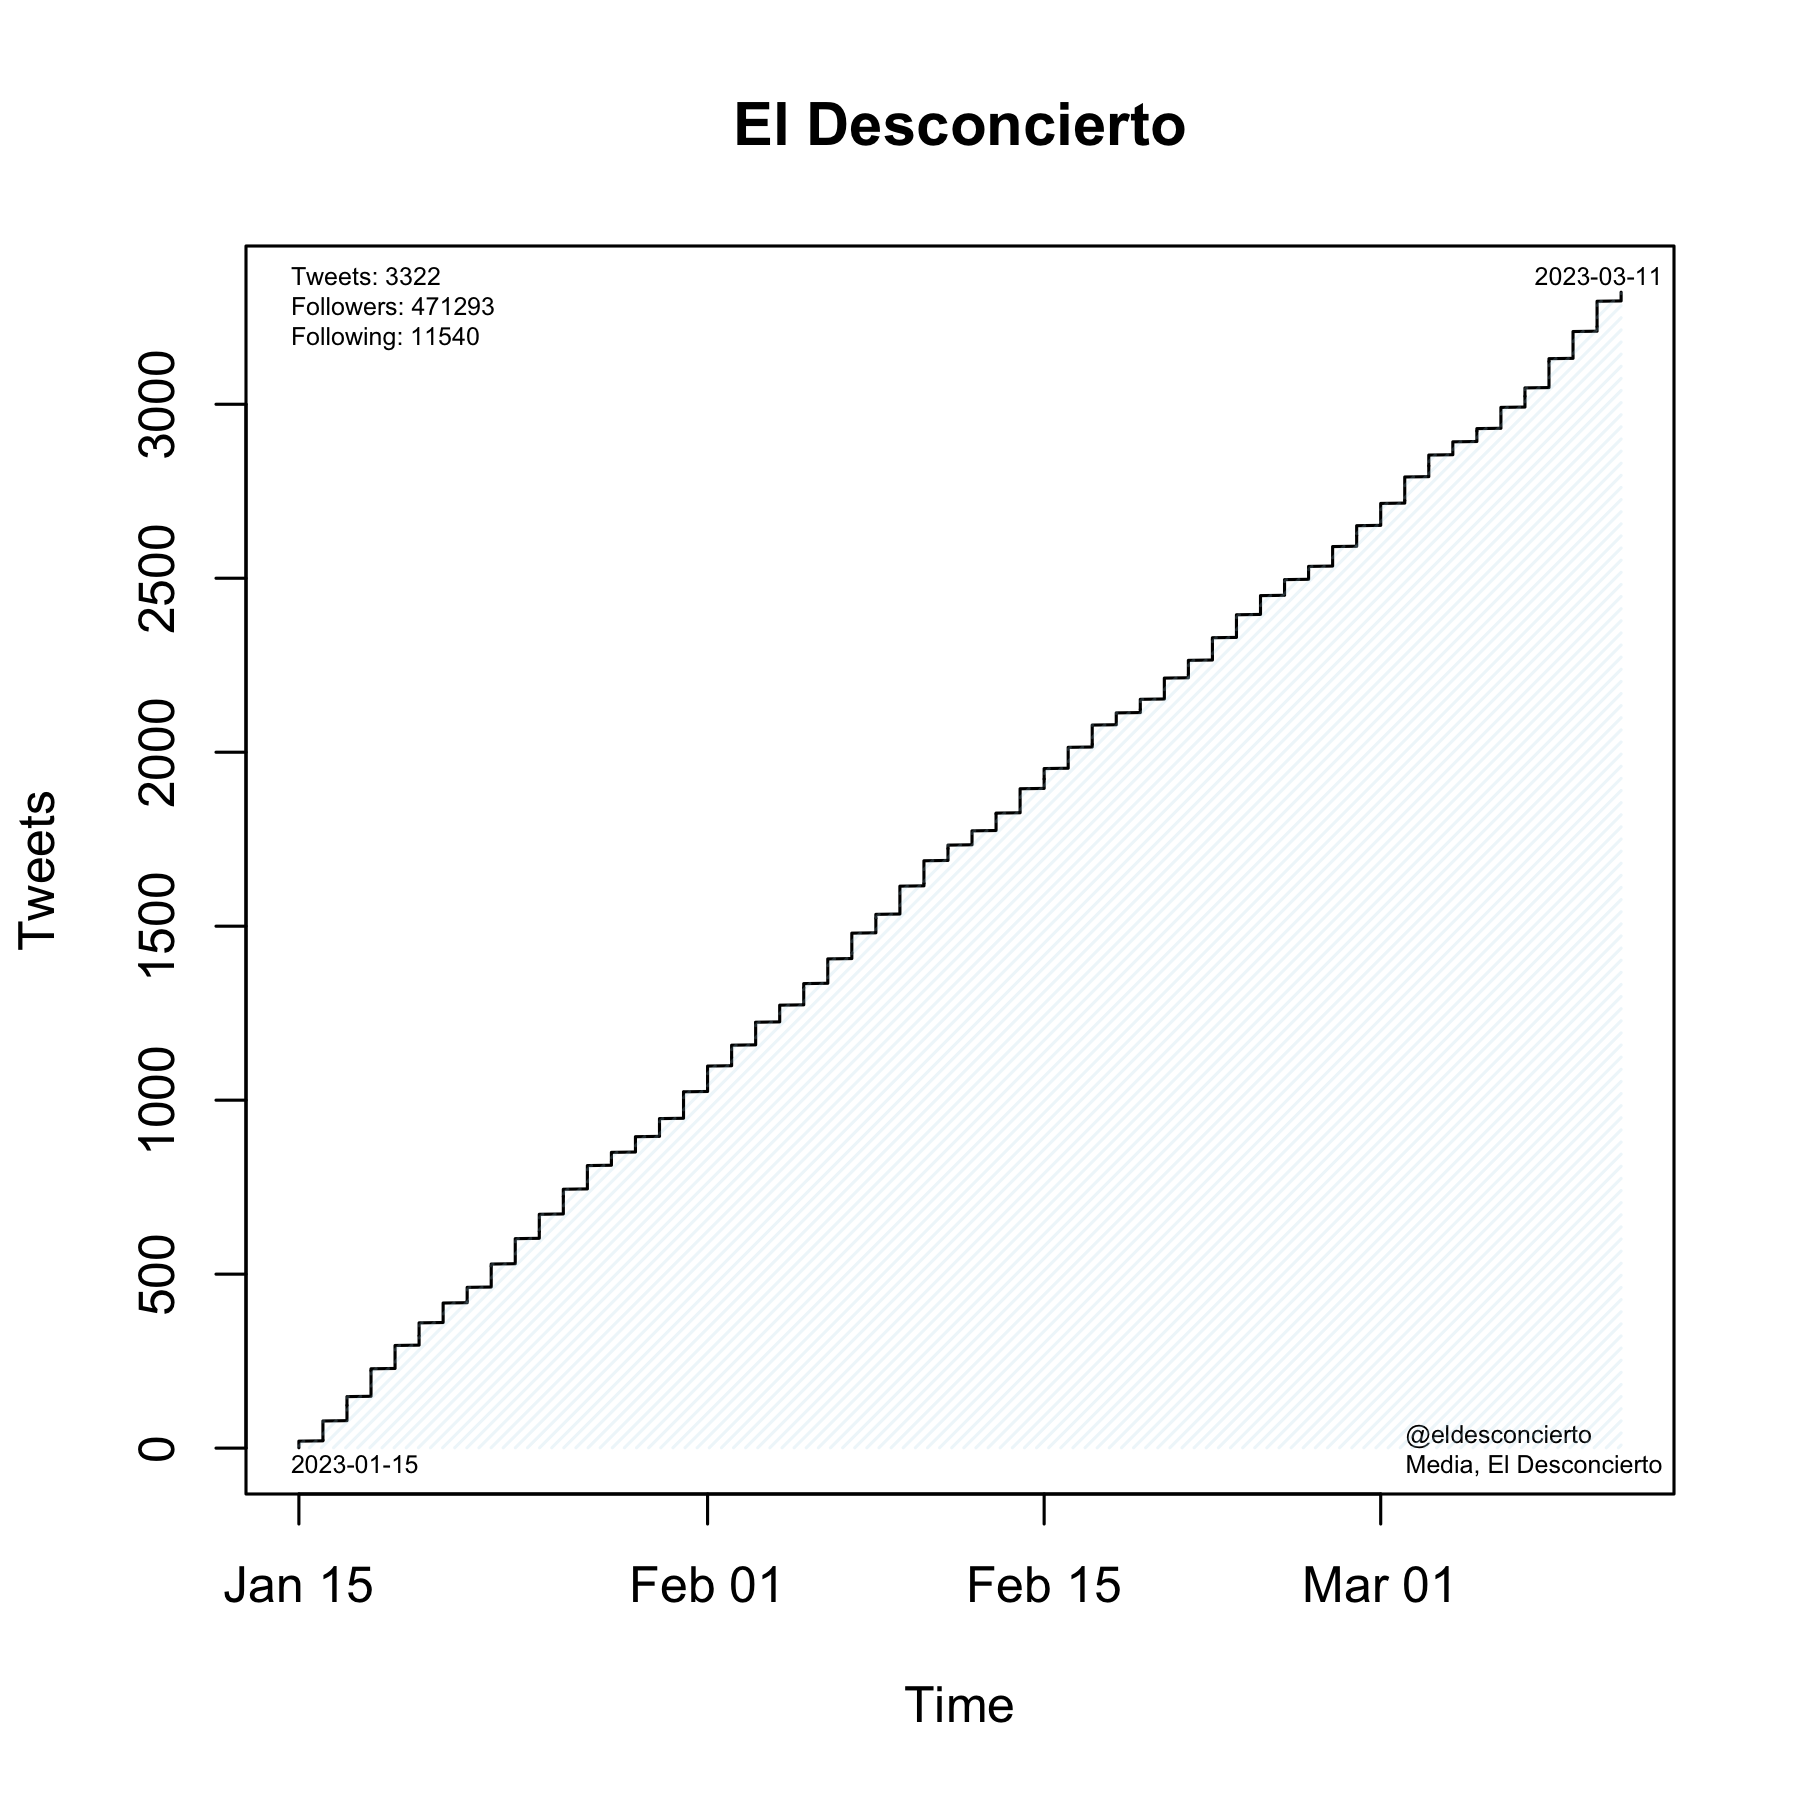 El Desconcierto
Tweets: 3322
Followers: 471293
Following: 11540
2023-03-11
3000
2500
2000
1500
1000
500
0
Tweets
2023-01-15
@eldesconcierto
Media, El Desconcierto
Jan 15
Feb 01
Feb 15
Mar 01
Time